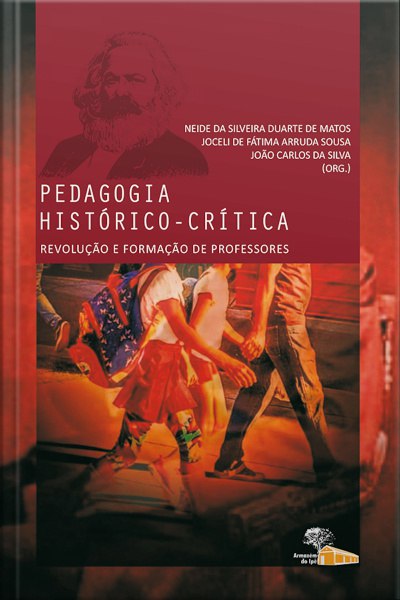 NEIDE DA SILVEIRA DUARTE DE MATOS
JOCELI DE FÁTIMA ARRUDA SOUSA
JOÃO CARLOS DA SILVA
(ORG.)
PEDAGOGIA
HISTÓRICO-CRÍTICA
REVOLUÇÃO E FORMAÇÃO DE PROFESSORES
Armazém
do Ipê